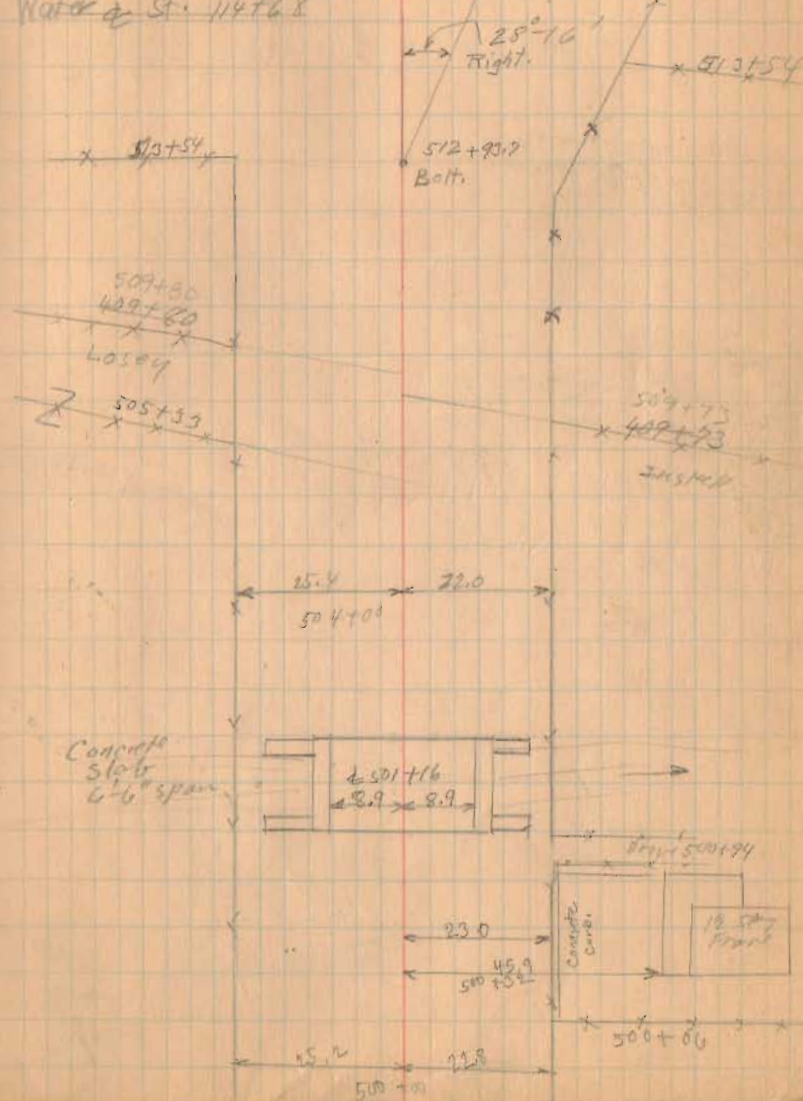 Water & St. 114+68
28°-16'
Right.
513+54
513+54
512+93.7
Bolt.
509+80
409+80
Losey
505+33
509+73
409+73
25.4 22.0
504+00
Concrete
Slab
6'-6" span
℄ 501+16
8.9 8.9
500+94
Concrete
curb.
Frame
23.0
45.9
500+32
500+06
25.2 22.8
500+00